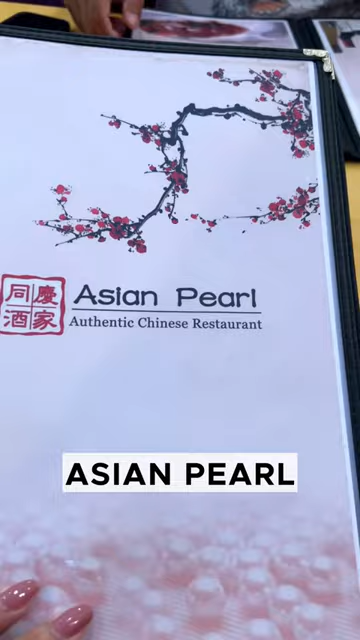 同慶
酒家
Asian Pearl
Authentic Chinese Restaurant
ASIAN PEARL